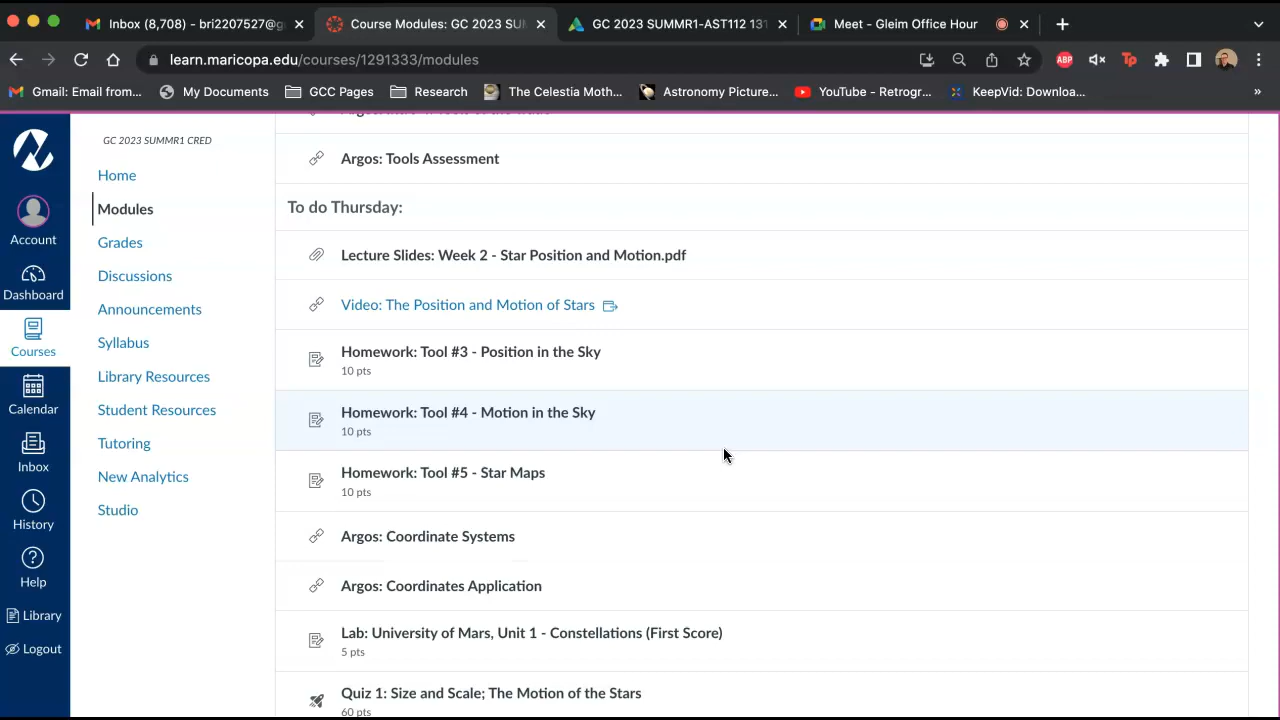 Inbox (8,708) - bri2207527@g
Course Modules: GC 2023 SUM
GC 2023 SUMMR1-AST112 131
Meet - Gleim Office Hour
learn.maricopa.edu/courses/1291333/modules
ABP
Tp
Gmail: Email from...
My Documents
GCC Pages
Research
The Celestia Moth...
Astronomy Picture...
YouTube - Retrogr...
KeepVid: Downloa...
»
GC 2023 SUMMR1 CRED
Home
Modules
Grades
Discussions
Announcements
Syllabus
Library Resources
Student Resources
Tutoring
New Analytics
Studio
Account
Dashboard
Courses
Calendar
Inbox
History
Help
Library
Logout
Argos: Tools Assessment
To do Thursday:
Lecture Slides: Week 2 - Star Position and Motion.pdf
Video: The Position and Motion of Stars
Homework: Tool #3 - Position in the Sky
10 pts
Homework: Tool #4 - Motion in the Sky
10 pts
Homework: Tool #5 - Star Maps
10 pts
Argos: Coordinate Systems
Argos: Coordinates Application
Lab: University of Mars, Unit 1 - Constellations (First Score)
5 pts
Quiz 1: Size and Scale; The Motion of the Stars
60 pts